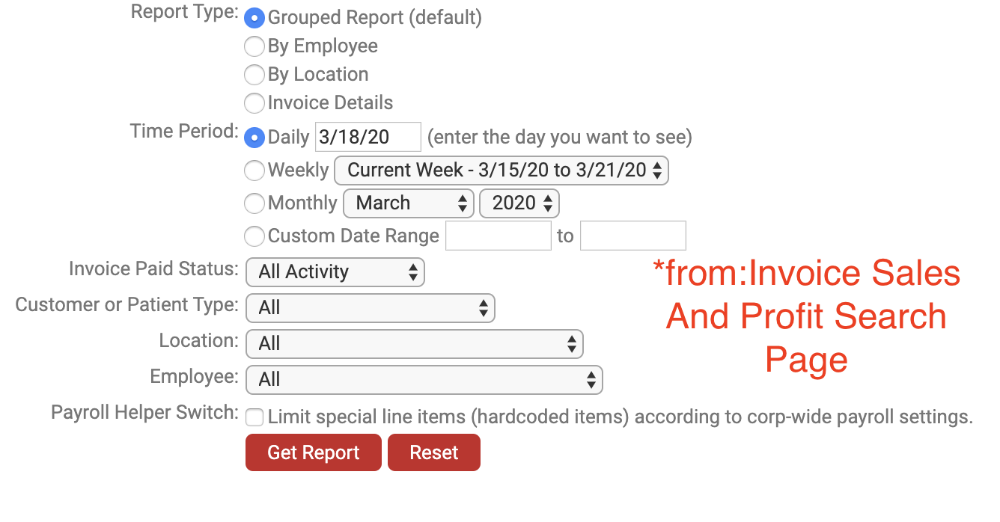 Report Type: Grouped Report (default)
By Employee
By Location
Invoice Details
Time Period: Daily 3/18/20 (enter the day you want to see)
Weekly Current Week - 3/15/20 to 3/21/20
Monthly March 2020
Custom Date Range to
Invoice Paid Status: All Activity
Customer or Patient Type: All
Location: All
Employee: All
Payroll Helper Switch: Limit special line items (hardcoded items) according to corp-wide payroll settings.
Get Report Reset
*from:Invoice Sales
And Profit Search
Page